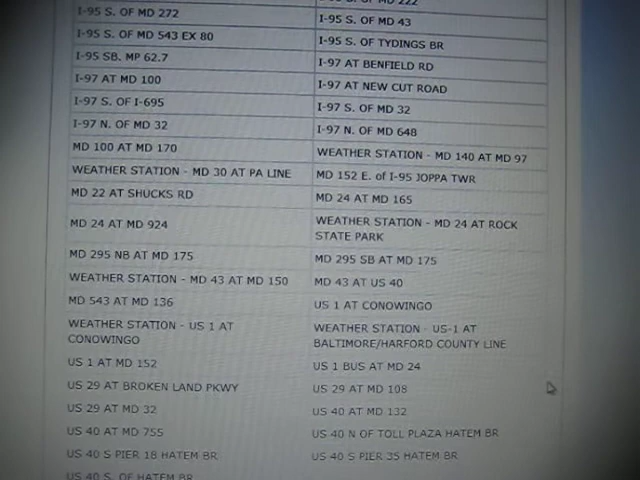 I-95 S. OF MD 222
I-95 S. OF MD 272
I-95 S. OF MD 43
I-95 S. OF MD 543 EX 80
I-95 S. OF TYDINGS BR
I-95 SB. MP 62.7
I-97 AT BENFIELD RD
I-97 AT MD 100
I-97 AT NEW CUT ROAD
I-97 S. OF I-695
I-97 S. OF MD 32
I-97 N. OF MD 32
I-97 N. OF MD 648
MD 100 AT MD 170
WEATHER STATION - MD 140 AT MD 97
WEATHER STATION - MD 30 AT PA LINE
MD 152 E. of I-95 JOPPA TWR
MD 22 AT SHUCKS RD
MD 24 AT MD 165
MD 24 AT MD 924
WEATHER STATION - MD 24 AT ROCK
STATE PARK
MD 295 NB AT MD 175
MD 295 SB AT MD 175
WEATHER STATION - MD 43 AT MD 150
MD 43 AT US 40
MD 543 AT MD 136
US 1 AT CONOWINGO
WEATHER STATION - US 1 AT
CONOWINGO
WEATHER STATION - US-1 AT
BALTIMORE/HARFORD COUNTY LINE
US 1 AT MD 152
US 1 BUS AT MD 24
US 29 AT BROKEN LAND PKWY
US 29 AT MD 108
US 29 AT MD 32
US 40 AT MD 132
US 40 AT MD 755
US 40 N OF TOLL PLAZA HATEM BR
US 40 S PIER 18 HATEM BR
US 40 S PIER 35 HATEM BR
US 40 S. OF HATEM BR